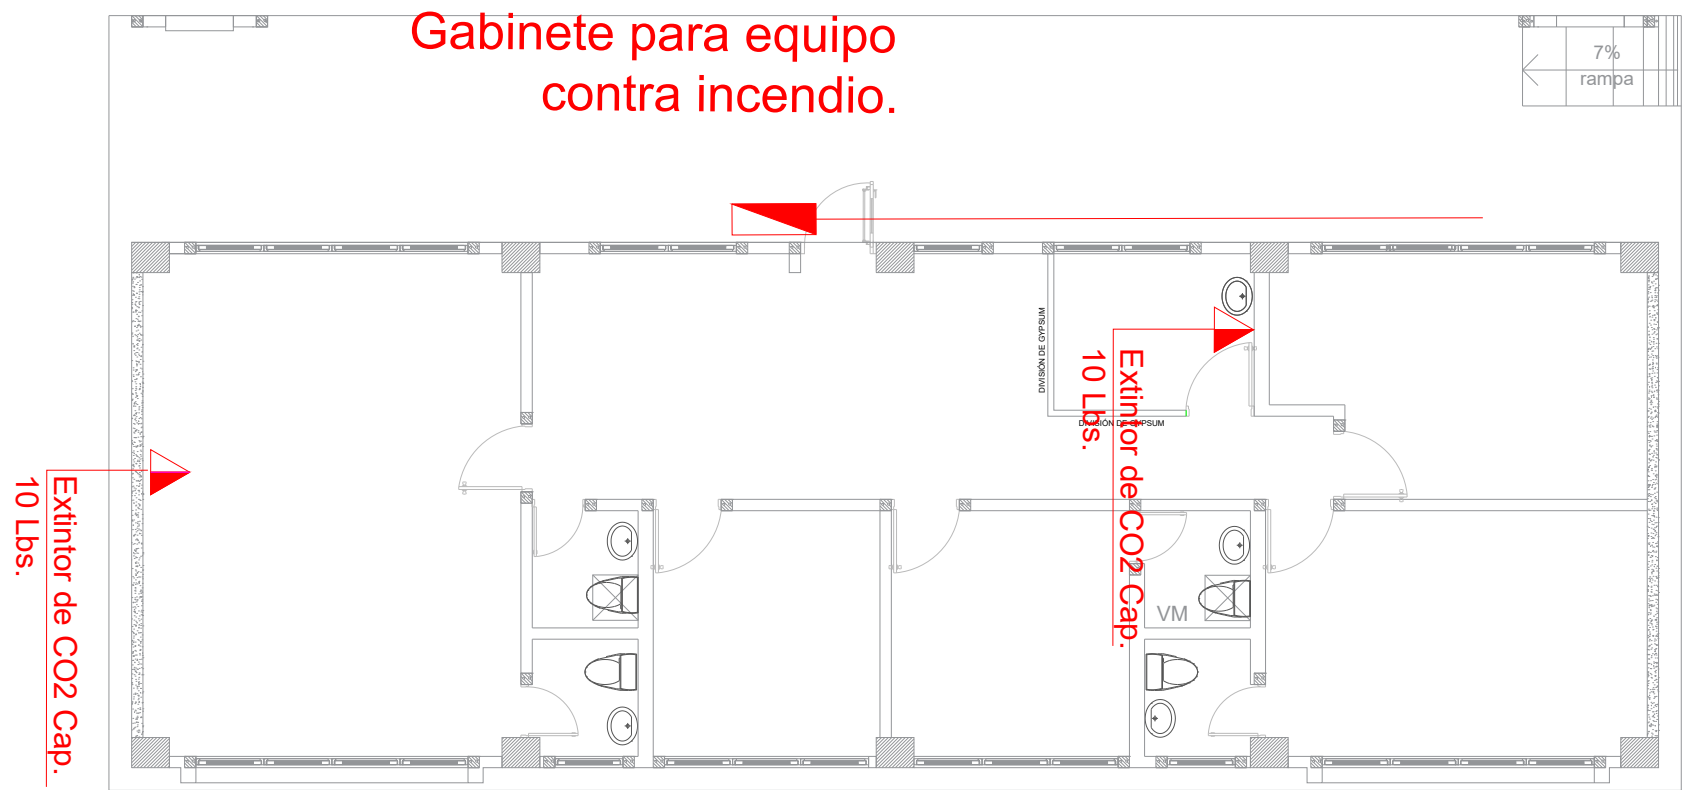 Gabinete para equipo
contra incendio.
7%
rampa
DIVISIÓN DE GYPSUM
DIVISIÓN DE GYPSUM
Extintor de CO2 Cap.
10 Lbs.
Extintor de CO2 Cap.
10 Lbs.
VM